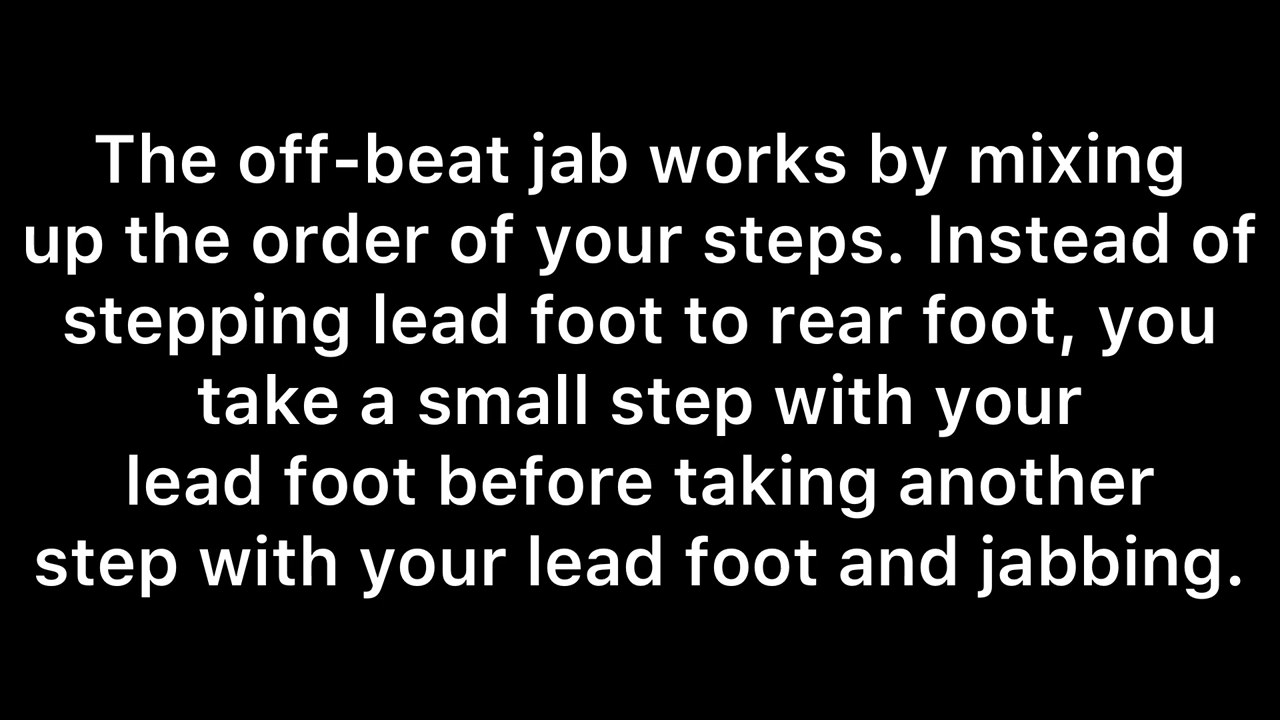 The off-beat jab works by mixing
up the order of your steps. Instead of
stepping lead foot to rear foot, you
take a small step with your
lead foot before taking another
step with your lead foot and jabbing.